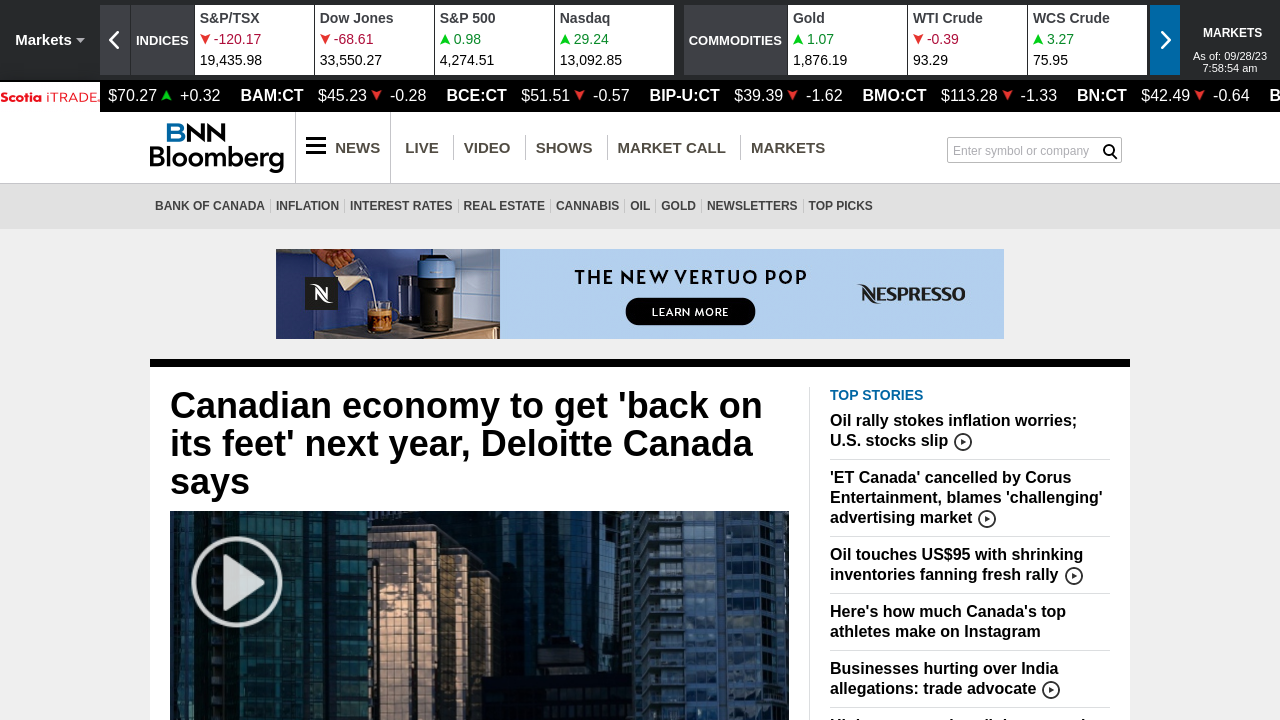 Markets
INDICES
S&P/TSX
-120.17
19,435.98
Dow Jones
-68.61
33,550.27
S&P 500
0.98
4,274.51
Nasdaq
29.24
13,092.85
COMMODITIES
Gold
1.07
1,876.19
WTI Crude
-0.39
93.29
WCS Crude
3.27
75.95
MARKETS
As of: 09/28/23
7:58:54 am
Scotia iTRADE
$70.27 +0.32 BAM:CT $45.23 -0.28 BCE:CT $51.51 -0.57 BIP-U:CT $39.39 -1.62 BMO:CT $113.28 -1.33 BN:CT $42.49 -0.64 B
BNN
Bloomberg
NEWS
LIVE
VIDEO
SHOWS
MARKET CALL
MARKETS
Enter symbol or company
BANK OF CANADA
INFLATION
INTEREST RATES
REAL ESTATE
CANNABIS
OIL
GOLD
NEWSLETTERS
TOP PICKS
N
THE NEW VERTUO POP
LEARN MORE
NESPRESSO
Canadian economy to get 'back on
its feet' next year, Deloitte Canada
says
TOP STORIES
Oil rally stokes inflation worries;
U.S. stocks slip
'ET Canada' cancelled by Corus
Entertainment, blames 'challenging'
advertising market
Oil touches US$95 with shrinking
inventories fanning fresh rally
Here's how much Canada's top
athletes make on Instagram
Businesses hurting over India
allegations: trade advocate